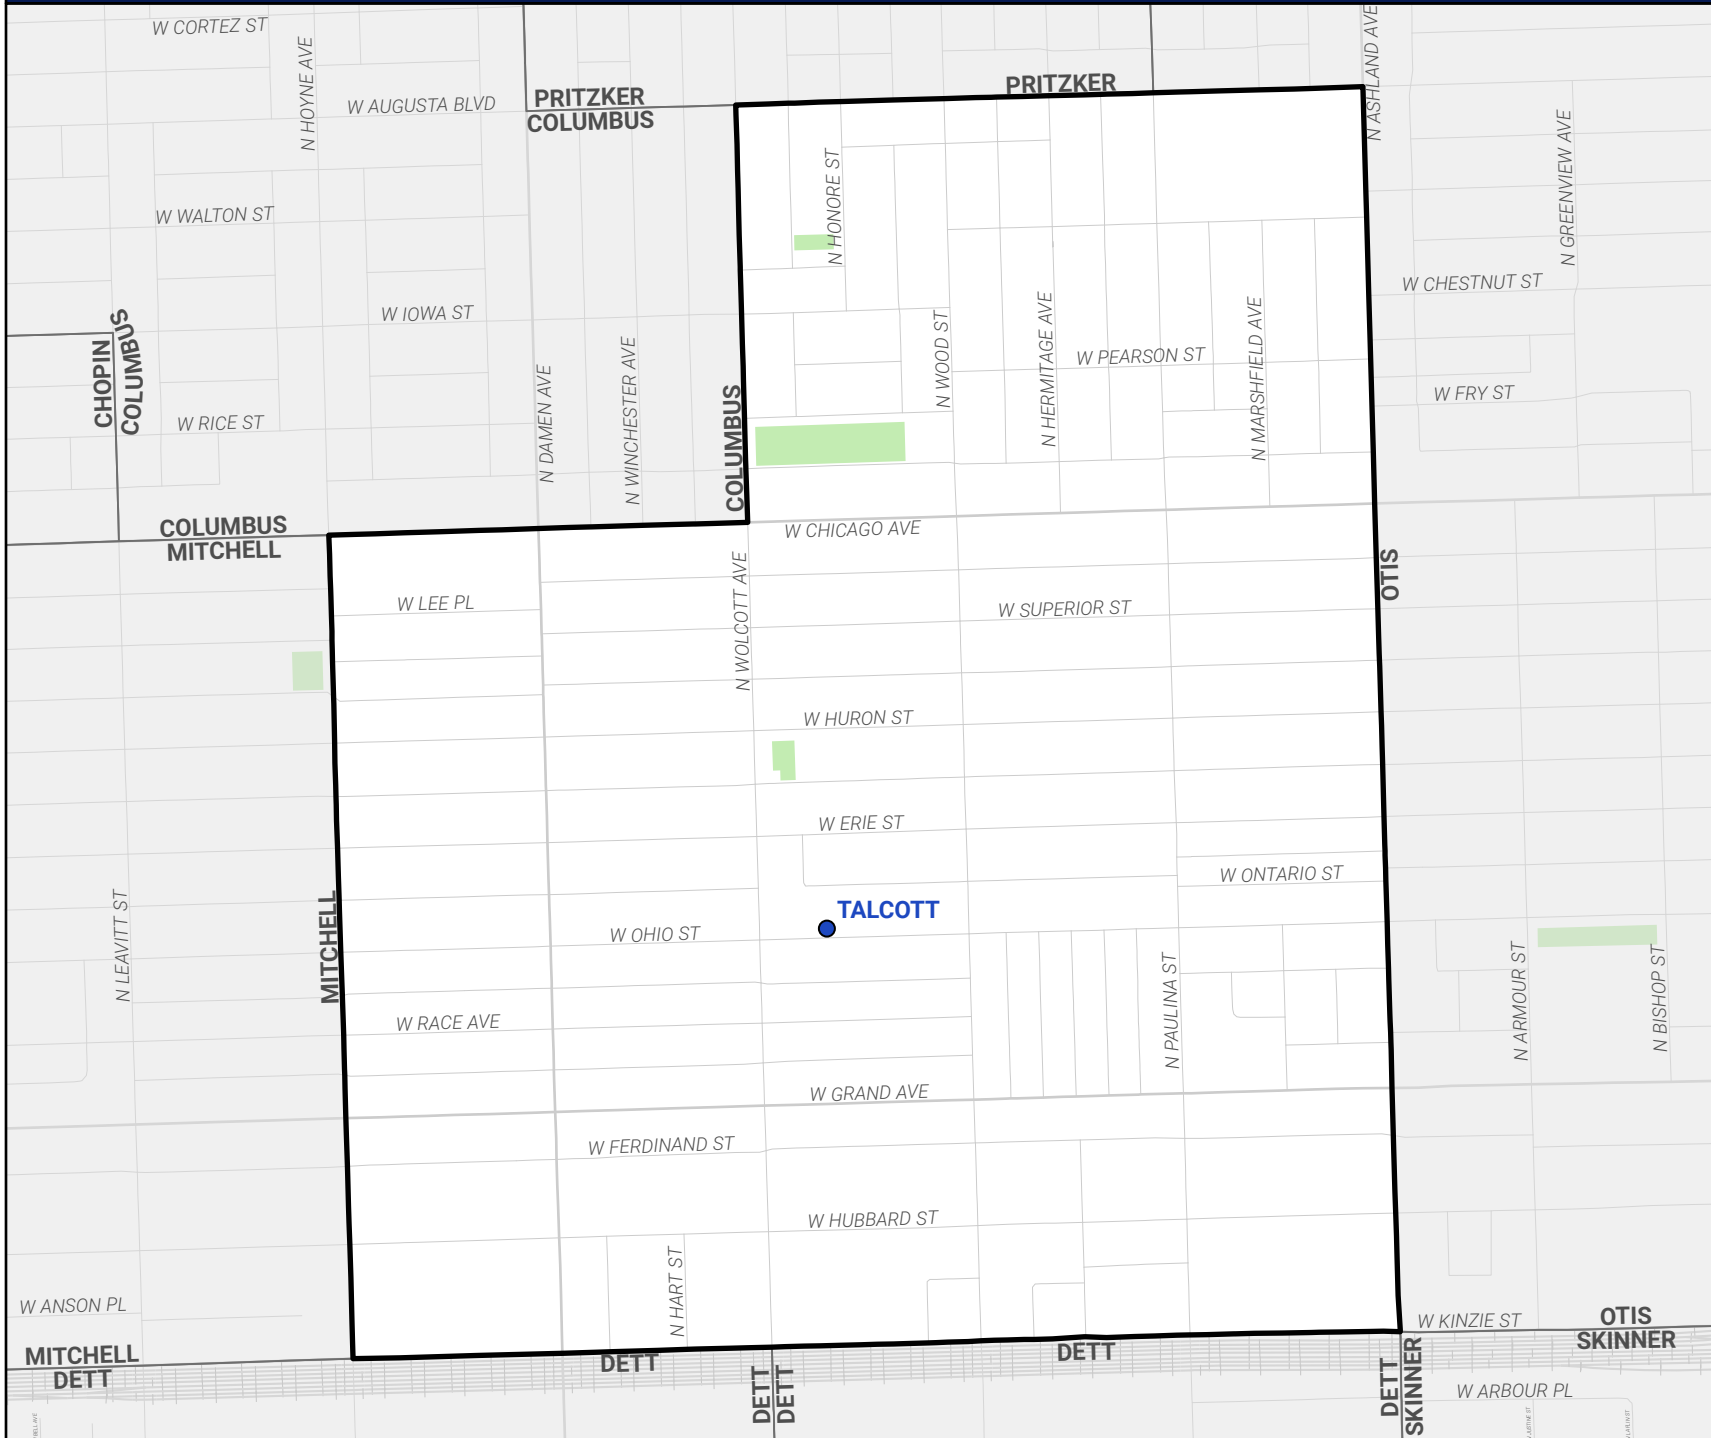 W CORTEZ ST
N HOYNE AVE
W AUGUSTA BLVD
PRITZKER
COLUMBUS
PRITZKER
N ASHLAND AVE
N GREENVIEW AVE
N HONORE ST
W WALTON ST
W CHESTNUT ST
W IOWA ST
CHOPIN
COLUMBUS
N DAMEN AVE
N WINCHESTER AVE
COLUMBUS
N WOOD ST
N HERMITAGE AVE
W PEARSON ST
N MARSHFIELD AVE
W FRY ST
W RICE ST
COLUMBUS
MITCHELL
W CHICAGO AVE
OTIS
W LEE PL
N WOLCOTT AVE
W SUPERIOR ST
W HURON ST
W ERIE ST
W ONTARIO ST
N LEAVITT ST
MITCHELL
TALCOTT
W OHIO ST
N PAULINA ST
N ARMOUR ST
N BISHOP ST
W RACE AVE
W GRAND AVE
W FERDINAND ST
W HUBBARD ST
N HART ST
W ANSON PL
W KINZIE ST
OTIS
SKINNER
MITCHELL
DETT
DETT
DETT
DETT
DETT
DETT
SKINNER
W ARBOUR PL